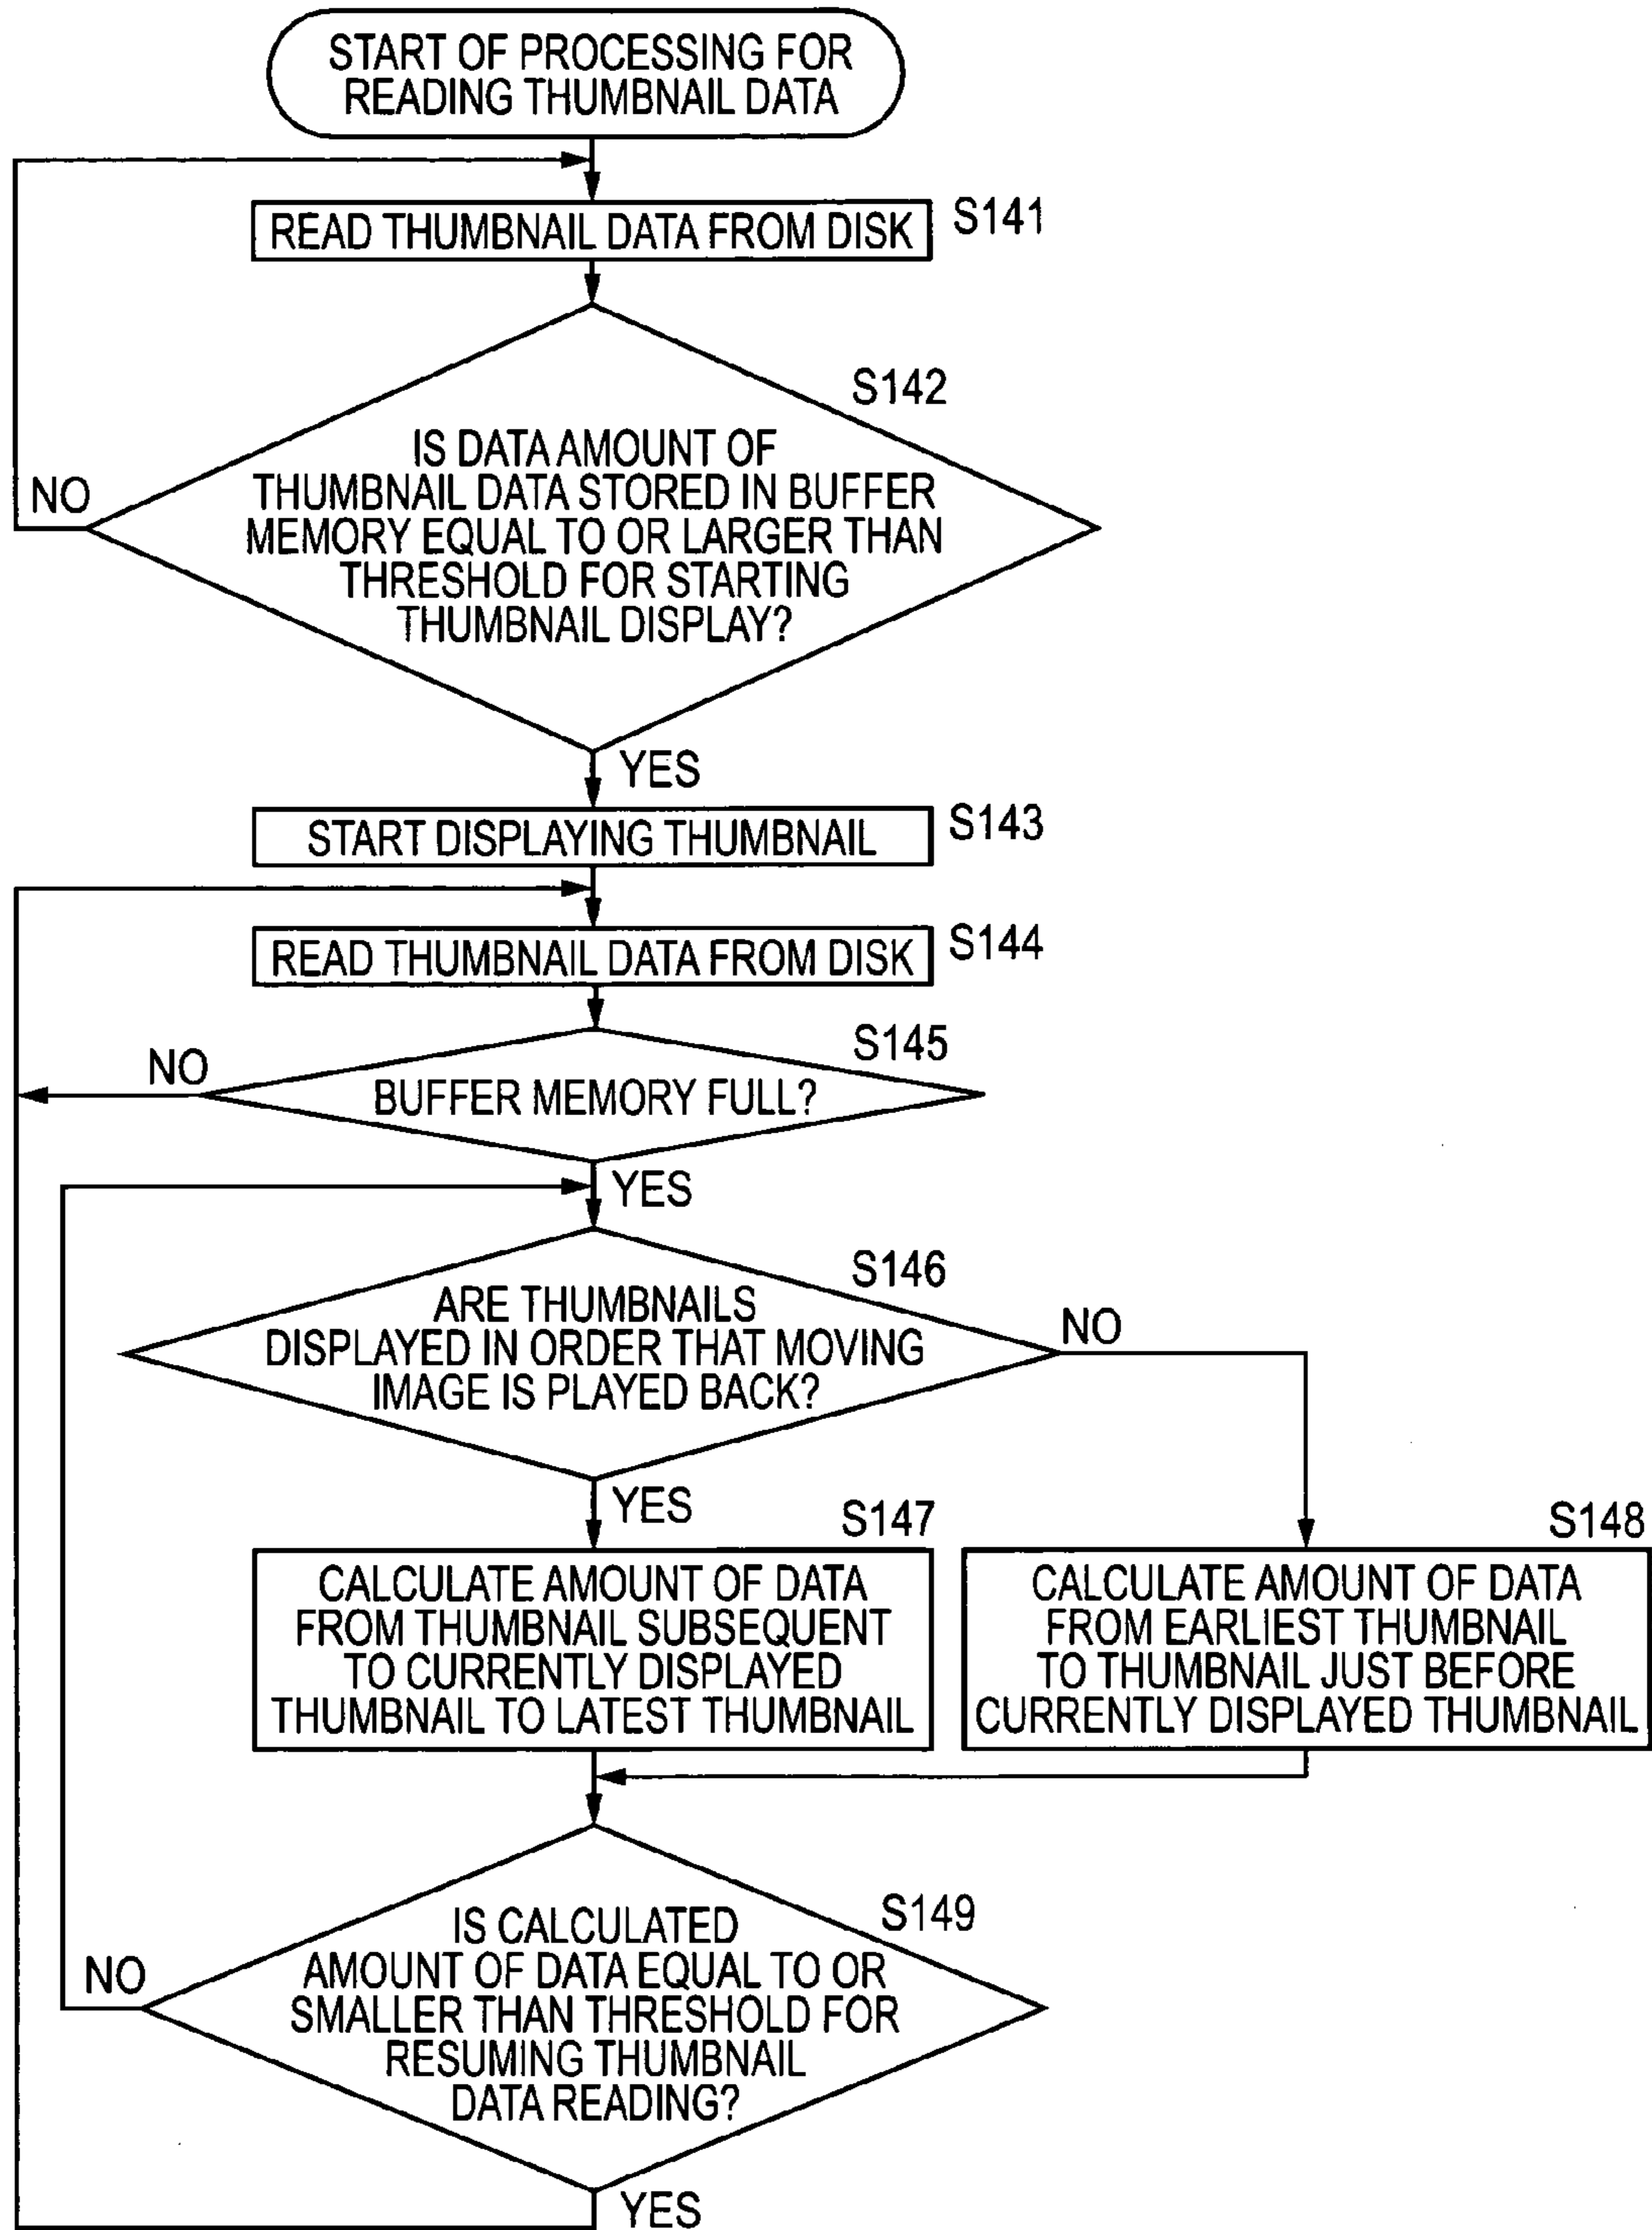 START OF PROCESSING FOR
READING THUMBNAIL DATA
READ THUMBNAIL DATA FROM DISK
S141
S142
IS DATA AMOUNT OF
THUMBNAIL DATA STORED IN BUFFER
MEMORY EQUAL TO OR LARGER THAN
THRESHOLD FOR STARTING
THUMBNAIL DISPLAY?
NO
YES
START DISPLAYING THUMBNAIL
S143
READ THUMBNAIL DATA FROM DISK
S144
S145
NO
BUFFER MEMORY FULL?
YES
S146
ARE THUMBNAILS
DISPLAYED IN ORDER THAT MOVING
IMAGE IS PLAYED BACK?
NO
YES
S147
CALCULATE AMOUNT OF DATA
FROM THUMBNAIL SUBSEQUENT
TO CURRENTLY DISPLAYED
THUMBNAIL TO LATEST THUMBNAIL
S148
CALCULATE AMOUNT OF DATA
FROM EARLIEST THUMBNAIL
TO THUMBNAIL JUST BEFORE
CURRENTLY DISPLAYED THUMBNAIL
S149
IS CALCULATED
AMOUNT OF DATA EQUAL TO OR
SMALLER THAN THRESHOLD FOR
RESUMING THUMBNAIL
DATA READING?
NO
YES